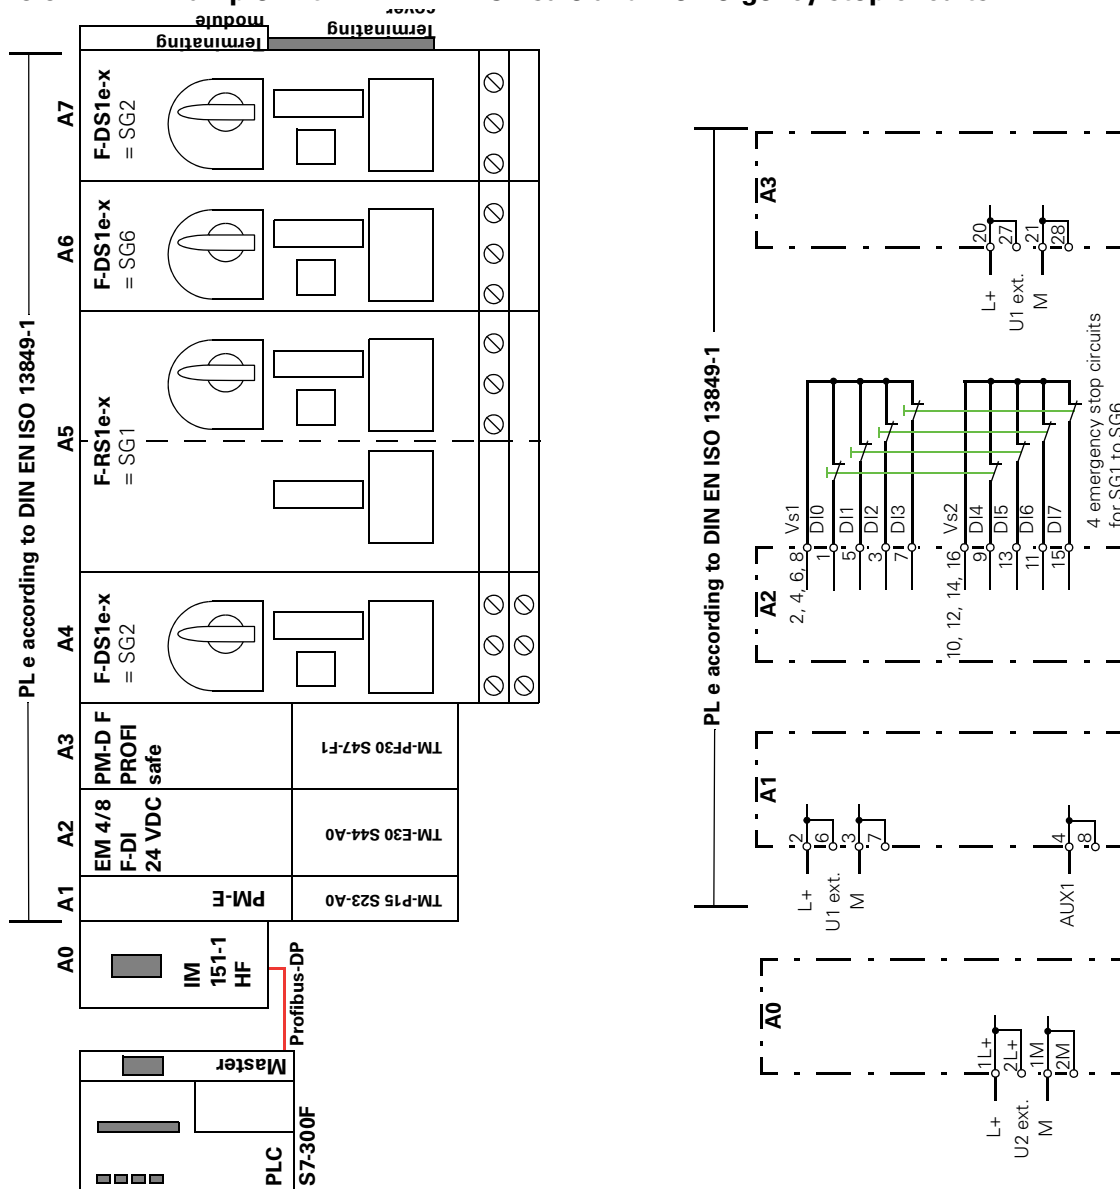 Terminating
module
Terminating
cover
PL e according to DIN EN ISO 13849-1
A7
F-DS1e-x
= SG2
A6
F-DS1e-x
= SG6
A5
F-RS1e-x
= SG1
A4
F-DS1e-x
= SG2
A3
PM-D F
PROFI
safe
TM-PF30 S47-F1
A2
EM 4/8
F-DI
24 VDC
TM-E30 S44-A0
A1
PM-E
TM-P15 S23-A0
A0
IM
151-1
HF
Profibus-DP
Master
PLC
S7-300F
PL e according to DIN EN ISO 13849-1
A3
20
27
21
28
L+
U1 ext.
M
4 emergency stop circuits
for SG1 to SG6
Vs1
DI0
DI1
DI2
DI3
Vs2
DI4
DI5
DI6
DI7
A2
2, 4, 6, 8
1
5
3
7
10, 12, 14, 16
9
13
11
15
A1
2
6
3
7
4
8
L+
U1 ext.
M
AUX1
A0
1L+
2L+
1M
2M
L+
U2 ext.
M